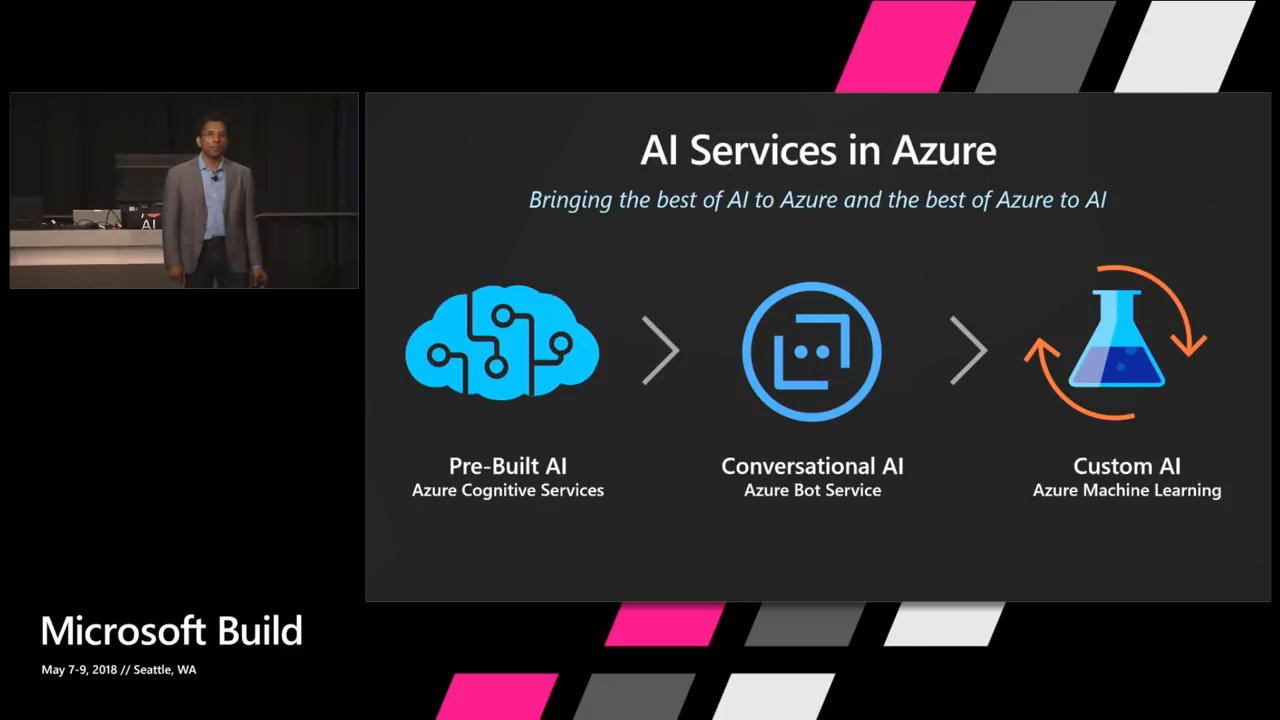 AI Services in Azure
Bringing the best of AI to Azure and the best of Azure to AI
Pre-Built AI
Azure Cognitive Services
Conversational AI
Azure Bot Service
Custom AI
Azure Machine Learning
AI
Microsoft Build
May 7-9, 2018 // Seattle, WA